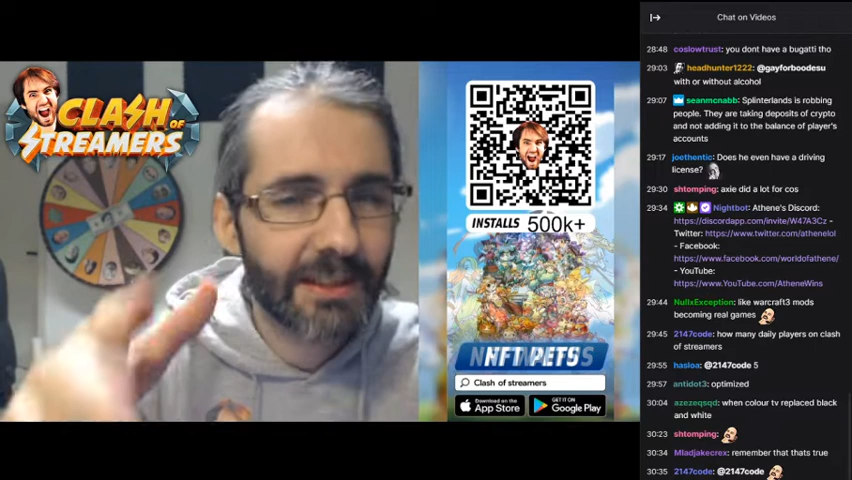 CLASH OF
STREAMERS
INSTALLS 500k+
NFT PETS
Clash of streamers
Download on the
App Store
GET IT ON
Google Play
Chat on Videos
28:48 coslowtrust: you dont have a bugatti tho
29:03 headhunter1222: @gayforboodesu
with or without alcohol
29:07 seanmcnabb: Splinterlands is robbing
people. They are taking deposits of crypto
and not adding it to the balance of player's
accounts
29:17 joethentic: Does he even have a driving
license?
29:30 shtomping: axie did a lot for cos
29:34 Nightbot: Athene's Discord:
https://discordapp.com/invite/W47A3Cz -
Twitter: https://www.twitter.com/athenelol
- Facebook:
https://www.facebook.com/worldofathene/
- YouTube:
https://www.YouTube.com/AtheneWins
29:44 NullxException: like warcraft3 mods
becoming real games
29:45 2147code: how many daily players on clash
of streamers
29:55 hasloa: @2147code 5
29:57 antidot3: optimized
30:04 azezeqsqd: when colour tv replaced black
and white
30:23 shtomping:
30:34 Mladjakecrex: remember that thats true
30:35 2147code: @2147code